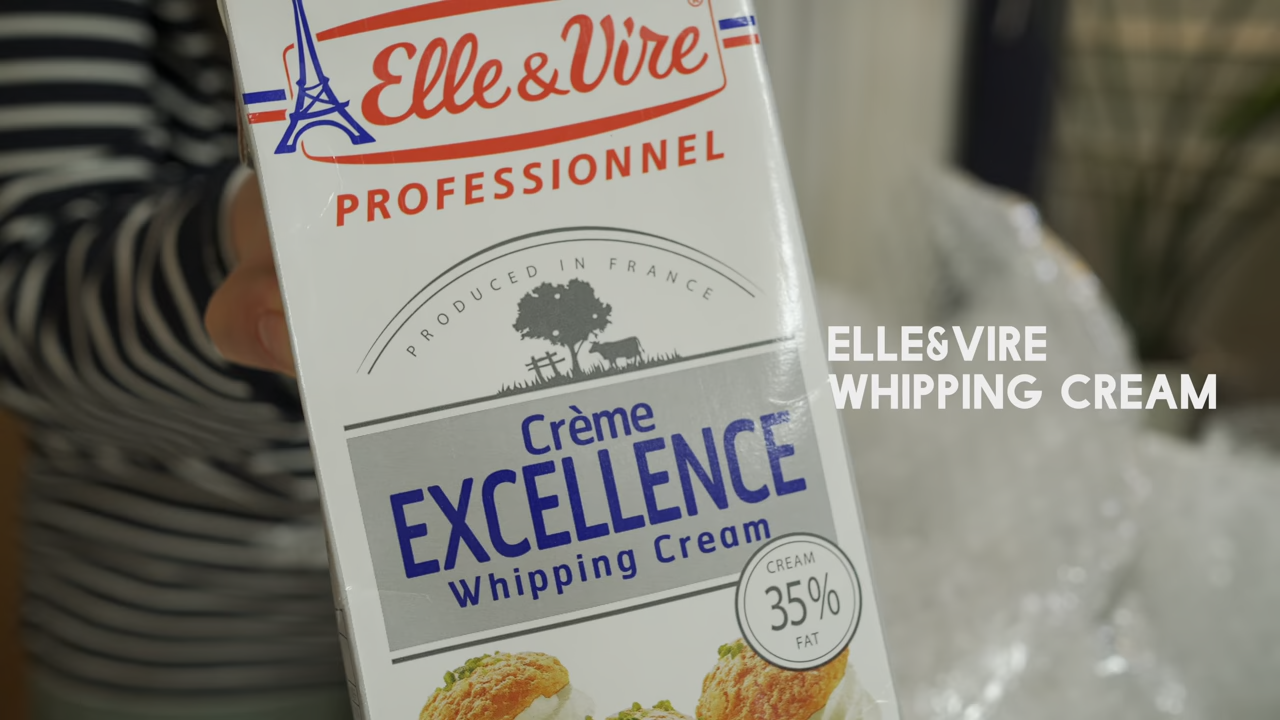 Elle&Vire®
PROFESSIONNEL
PRODUCED IN FRANCE
Crème
EXCELLENCE
Whipping Cream
CREAM
35%
FAT
ELLE&VIRE
WHIPPING CREAM